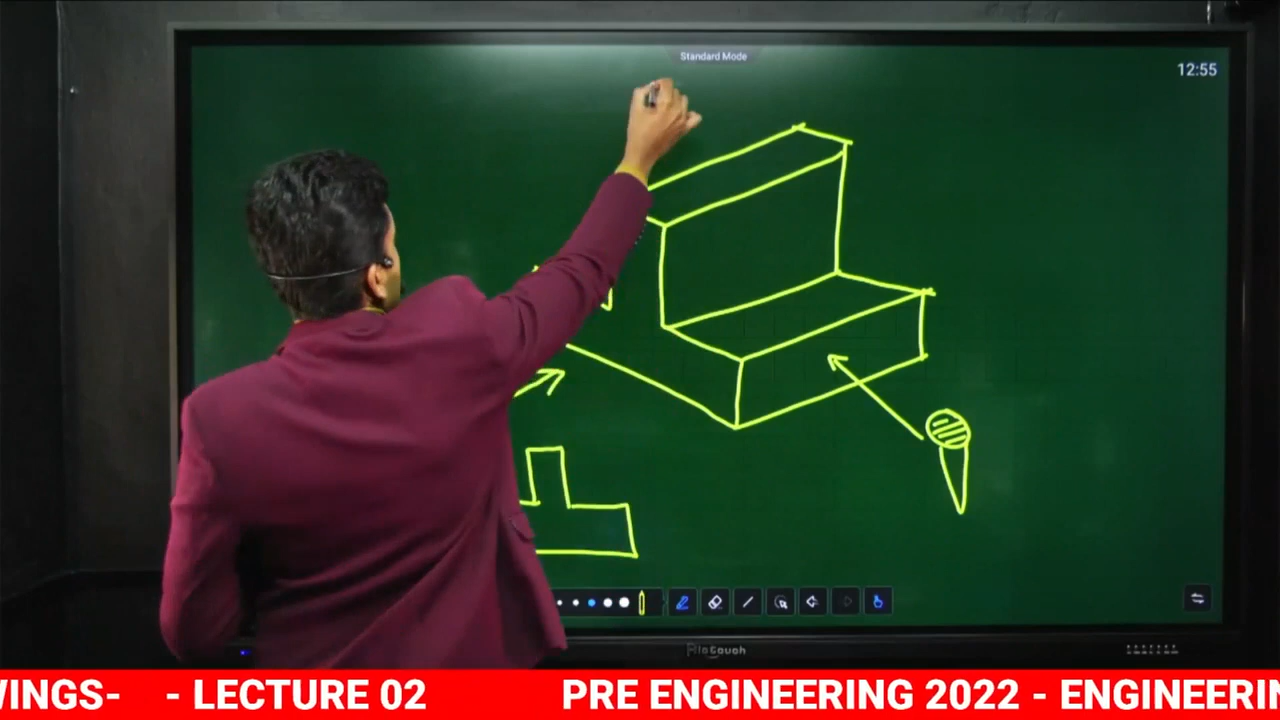 Standard Mode
12:55
WINGS- - LECTURE 02 PRE ENGINEERING 2022 - ENGINEERIN